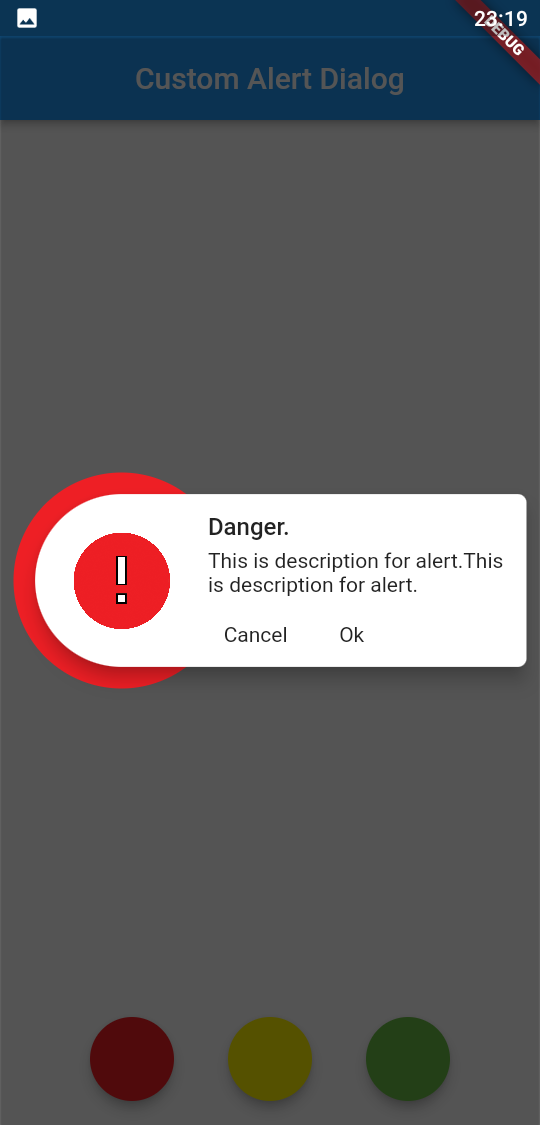 23:19
DEBUG
Custom Alert Dialog
Danger.
This is description for alert.This
is description for alert.
Cancel Ok